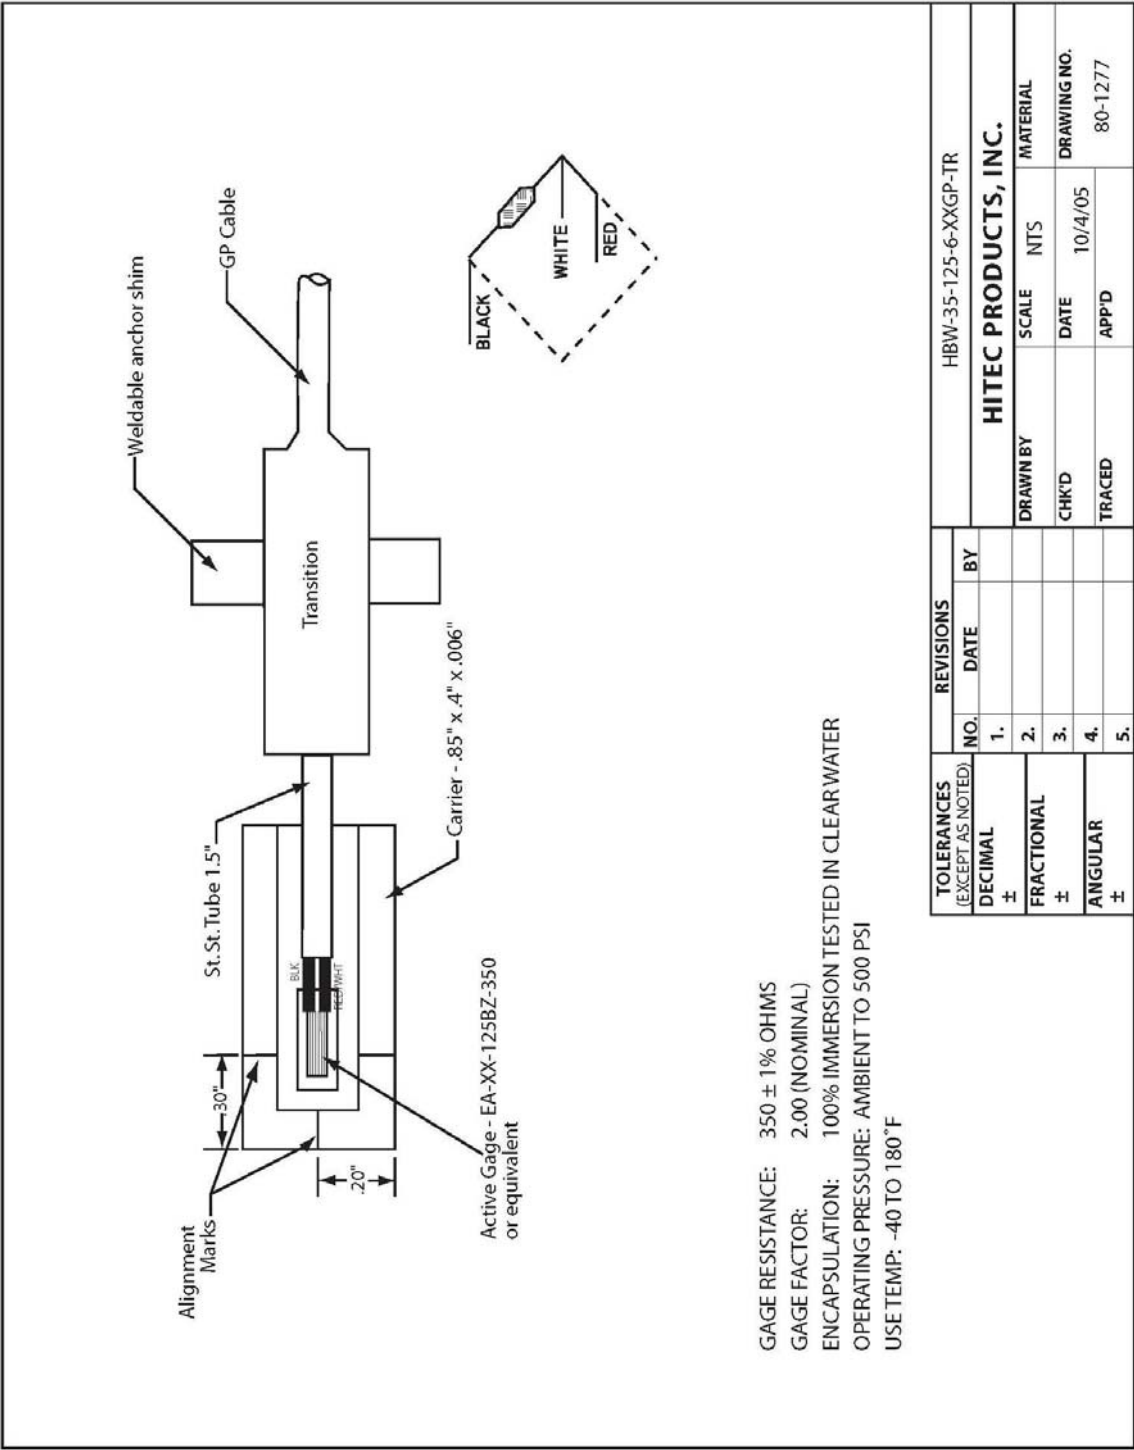 Weldable anchor shim
GP Cable
St. St. Tube 1.5"
Transition
Alignment
Marks
.30"
.20"
BLK
RED/WHT
Carrier - .85" x .4" x .006"
Active Gage - EA-XX-125BZ-350
or equivalent
BLACK
WHITE
RED
GAGE RESISTANCE: 350 ± 1% OHMS
GAGE FACTOR: 2.00 (NOMINAL)
ENCAPSULATION: 100% IMMERSION TESTED IN CLEAR WATER
OPERATING PRESSURE: AMBIENT TO 500 PSI
USE TEMP: -40 TO 180°F
TOLERANCES
(EXCEPT AS NOTED)
DECIMAL
±
FRACTIONAL
±
ANGULAR
±
REVISIONS
NO. DATE BY
1.
2.
3.
4.
5.
HBW-35-125-6-XXGP-TR
HITEC PRODUCTS, INC.
DRAWN BY SCALE NTS MATERIAL
CHK'D DATE 10/4/05 DRAWING NO.
TRACED APP'D 80-1277